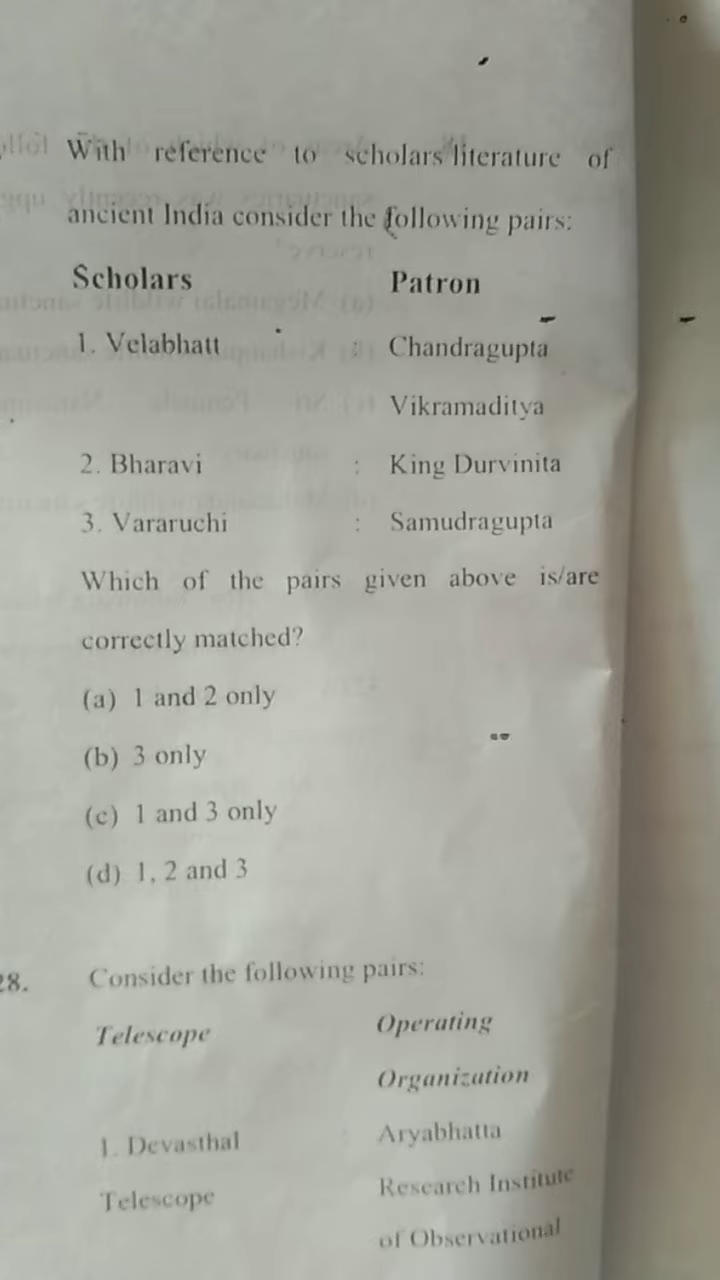 With reference to scholars literature of
ancient India consider the following pairs:
Scholars Patron
1. Velabhatt : Chandragupta
Vikramaditya
2. Bharavi : King Durvinita
3. Vararuchi : Samudragupta
Which of the pairs given above is/are
correctly matched?
(a) 1 and 2 only
(b) 3 only
(c) 1 and 3 only
(d) 1, 2 and 3
28. Consider the following pairs:
Telescope Operating
Organization
1. Devasthal : Aryabhatta
Telescope Research Institute
of Observational